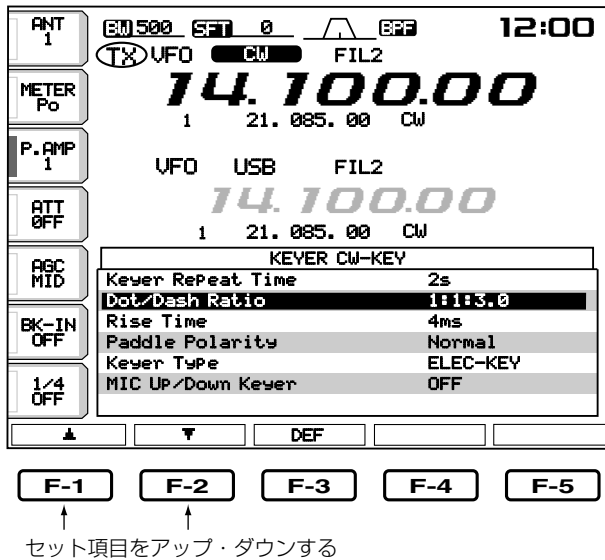 ANT 1
BW 500 SFT 0 BPF 12:00
TX VFO CW FIL2
METER Po
14.100.00
1 21.085.00 CW
P.AMP 1
VFO USB FIL2
ATT OFF
14.100.00
1 21.085.00 CW
AGC MID
KEYER CW-KEY
Keyer Repeat Time 2s
Dot/Dash Ratio 1:1:3.0
BK-IN OFF
Rise Time 4ms
Paddle Polarity Normal
Keyer Type ELEC-KEY
1/4 OFF
MIC Up/Down Keyer OFF
▲ ▼ DEF
F-1 F-2 F-3 F-4 F-5
セット項目をアップ・ダウンする